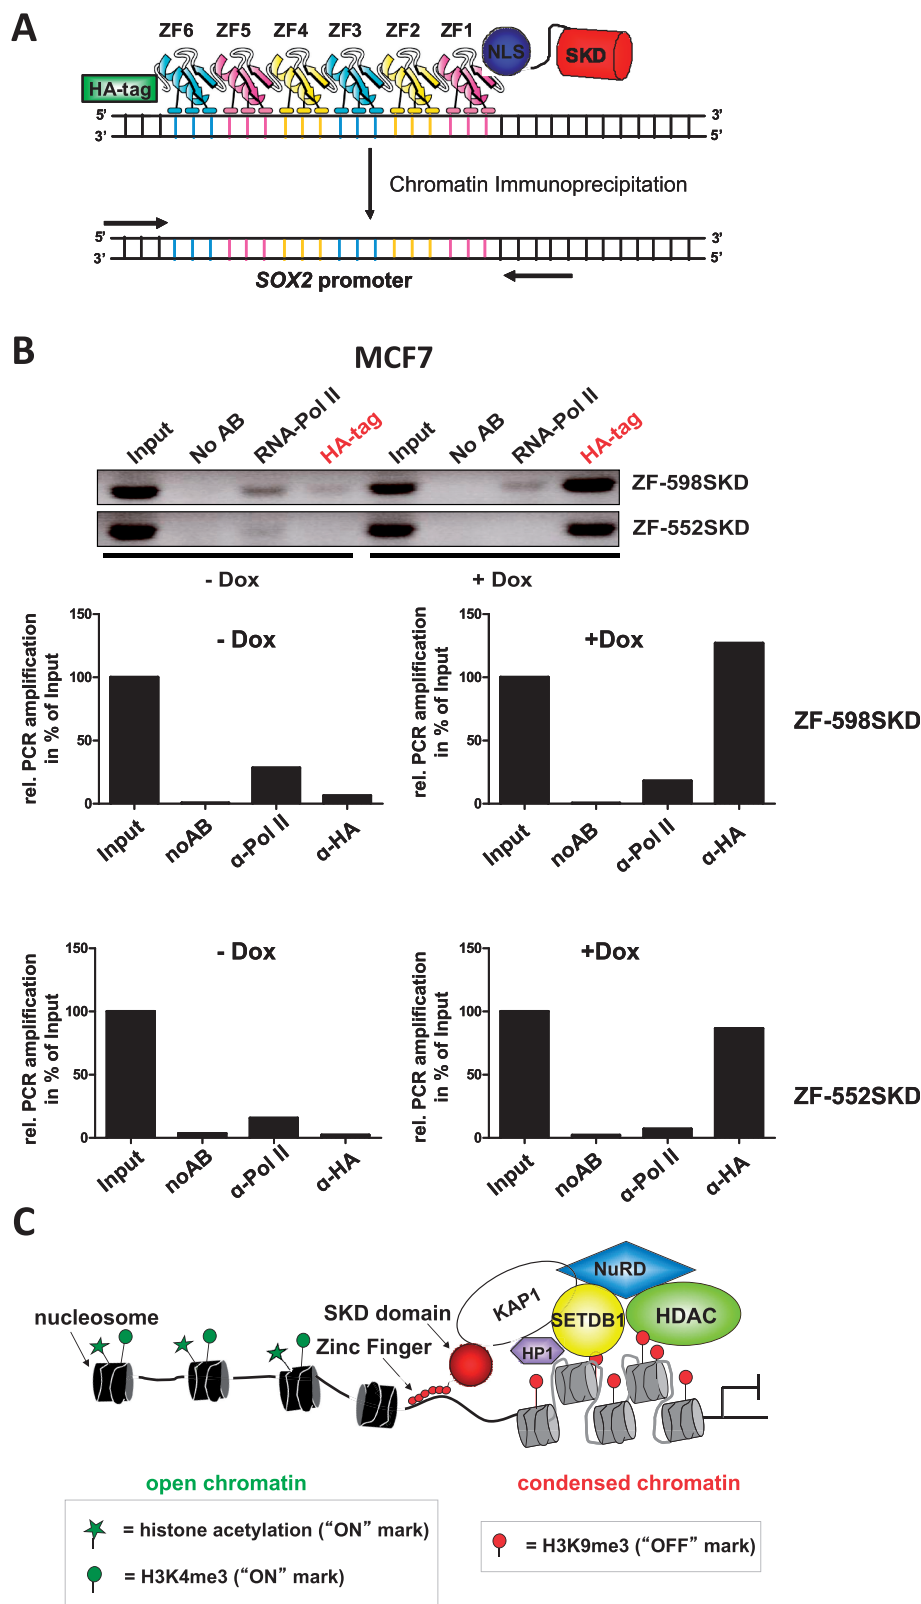 A
ZF6 ZF5 ZF4 ZF3 ZF2 ZF1
NLS SKD
HA-tag
5' 3'
3' 5'
Chromatin Immunoprecipitation
5' 3'
3' 5'
SOX2 promoter
B
MCF7
Input No AB RNA-Pol II HA-tag Input No AB RNA-Pol II HA-tag
ZF-598SKD
ZF-552SKD
- Dox + Dox
rel. PCR amplification
in % of Input
150
100
50
0
- Dox
Input noAB α-Pol II α-HA
rel. PCR amplification
in % of Input
150
100
50
0
+Dox
Input noAB α-Pol II α-HA
ZF-598SKD
rel. PCR amplification
in % of Input
150
100
50
0
- Dox
Input noAB α-Pol II α-HA
rel. PCR amplification
in % of Input
150
100
50
0
+Dox
Input noAB α-Pol II α-HA
ZF-552SKD
C
nucleosome
SKD domain
Zinc Finger
KAP1
NuRD
SETDB1
HDAC
HP1
open chromatin
condensed chromatin
= histone acetylation (“ON” mark)
= H3K4me3 (“ON” mark)
= H3K9me3 (“OFF” mark)